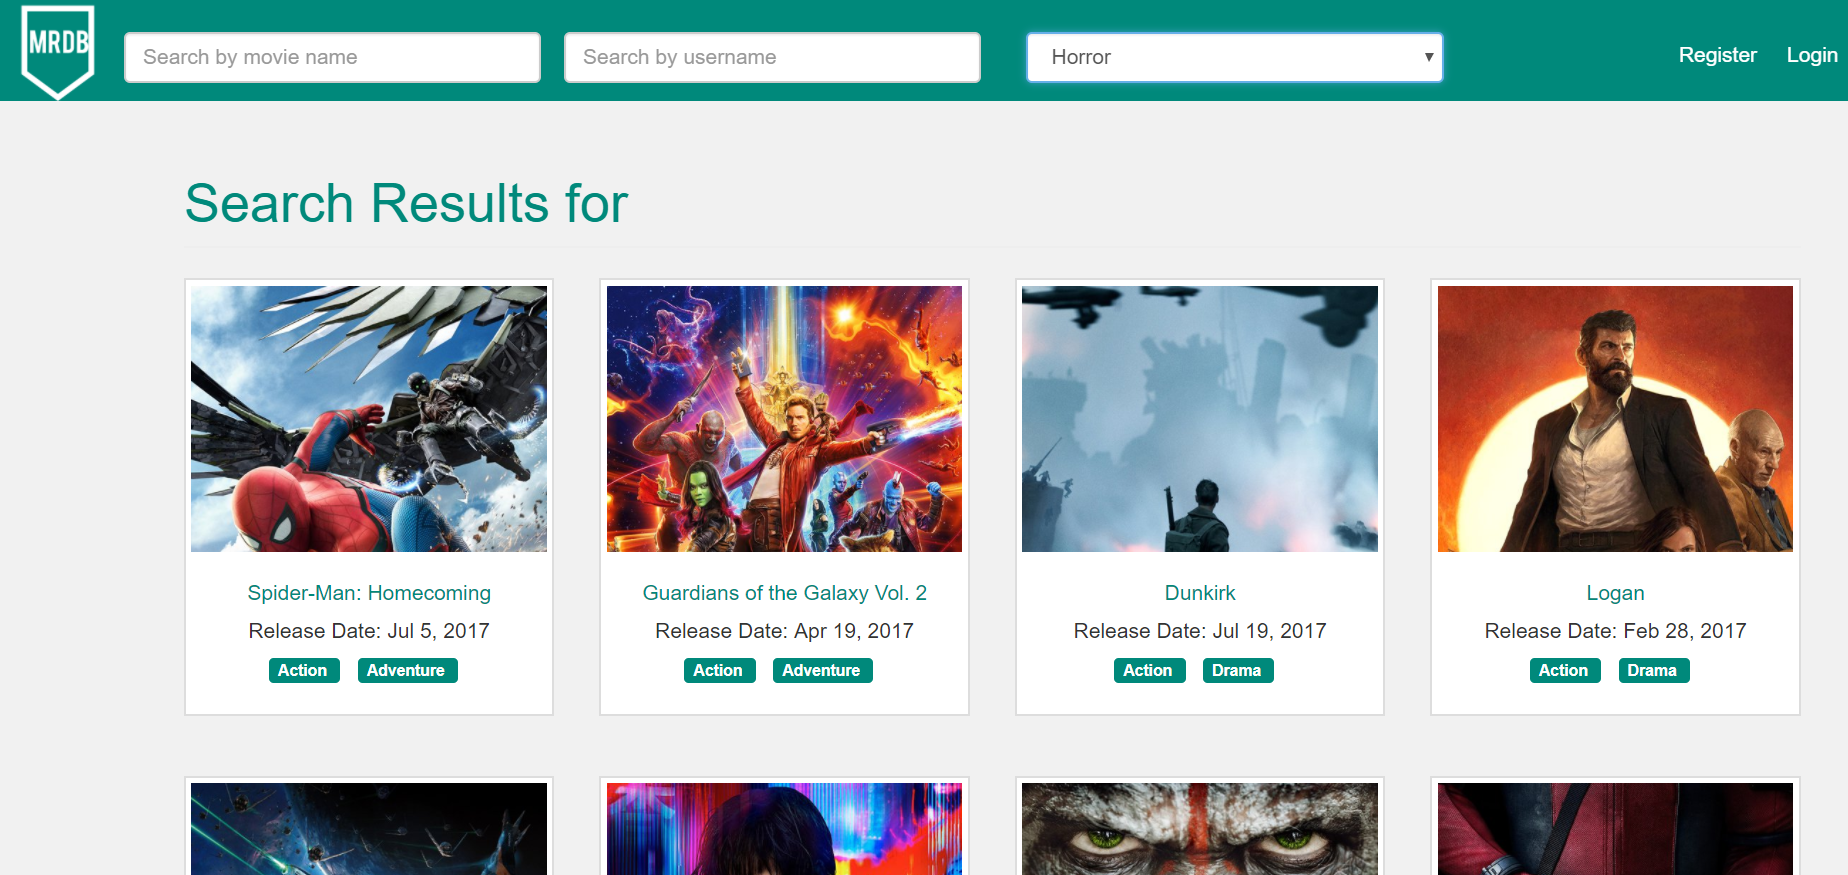 MRDB
Search by movie name
Search by username
Horror
Register
Login
Search Results for
Spider-Man: Homecoming
Release Date: Jul 5, 2017
Action
Adventure
Guardians of the Galaxy Vol. 2
Release Date: Apr 19, 2017
Action
Adventure
Dunkirk
Release Date: Jul 19, 2017
Action
Drama
Logan
Release Date: Feb 28, 2017
Action
Drama